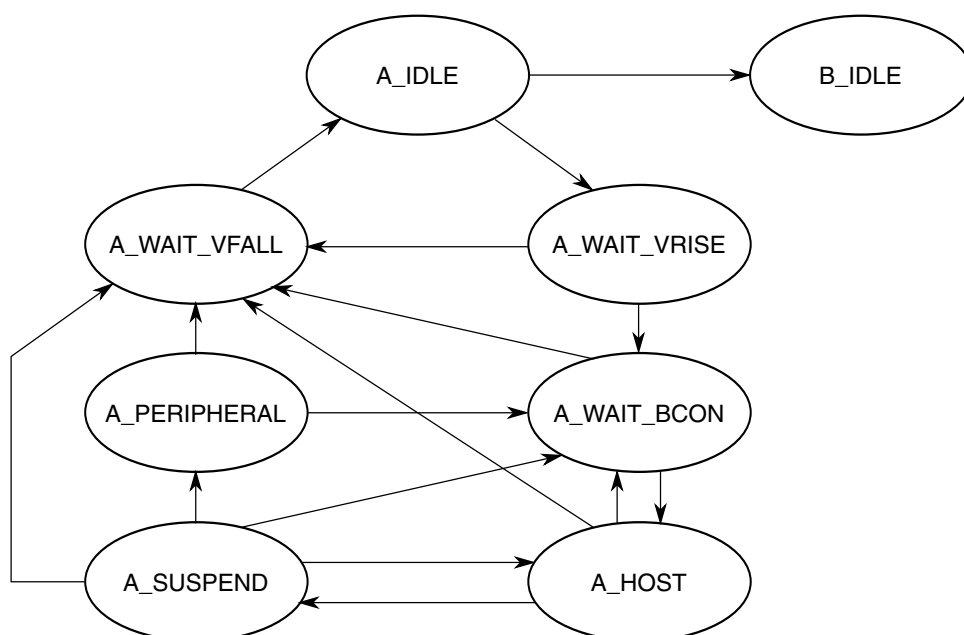 A_IDLE
B_IDLE
A_WAIT_VFALL
A_WAIT_VRISE
A_PERIPHERAL
A_WAIT_BCON
A_SUSPEND
A_HOST